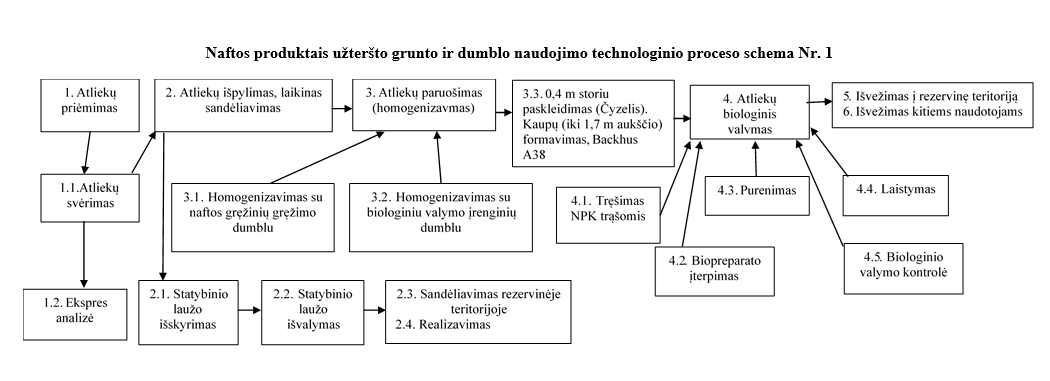 Naftos produktais užteršto grunto ir dumblo naudojimo technologinio proceso schema Nr. 1
1. Atliekų
priėmimas
2. Atliekų išpylimas, laikinas
sandėliavimas
3. Atliekų paruošimas
(homogenizavmas)
3.3. 0,4 m storiu
paskleidimas (Čyzelis).
Kaupų (iki 1,7 m aukščio)
formavimas, Backhus
A38
4. Atliekų
biologinis
valymas
5. Išvežimas į rezervinę teritoriją
6. Išvežimas kitiems naudotojams
1.1.Atliekų
svėrimas
3.1. Homogenizavimas su
naftos gręžinių gręžimo
dumblu
3.2. Homogenizavimas su
biologiniu valymo įrenginių
dumblu
4.1. Tręšimas
NPK trąšomis
4.3. Purenimas
4.4. Laistymas
4.2. Biopreparato
įterpimas
4.5. Biologinio
valymo kontrolė
1.2. Ekspres
analizė
2.1. Statybinio
laužo
išskyrimas
2.2. Statybinio
laužo
išvalymas
2.3. Sandėliavimas rezervinėje
teritorijoje
2.4. Realizavimas